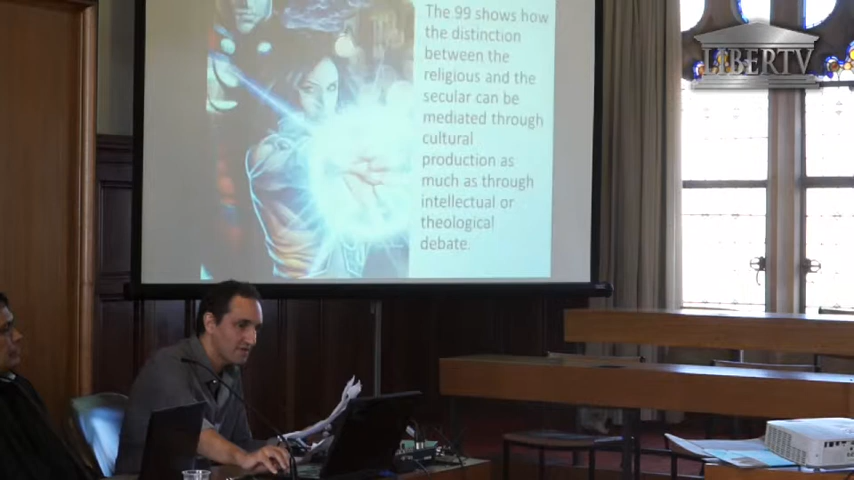 The 99 shows how
the distinction
between the
religious and the
secular can be
mediated through
cultural
production as
much as through
intellectual or
theological
debate.
LIBERTV